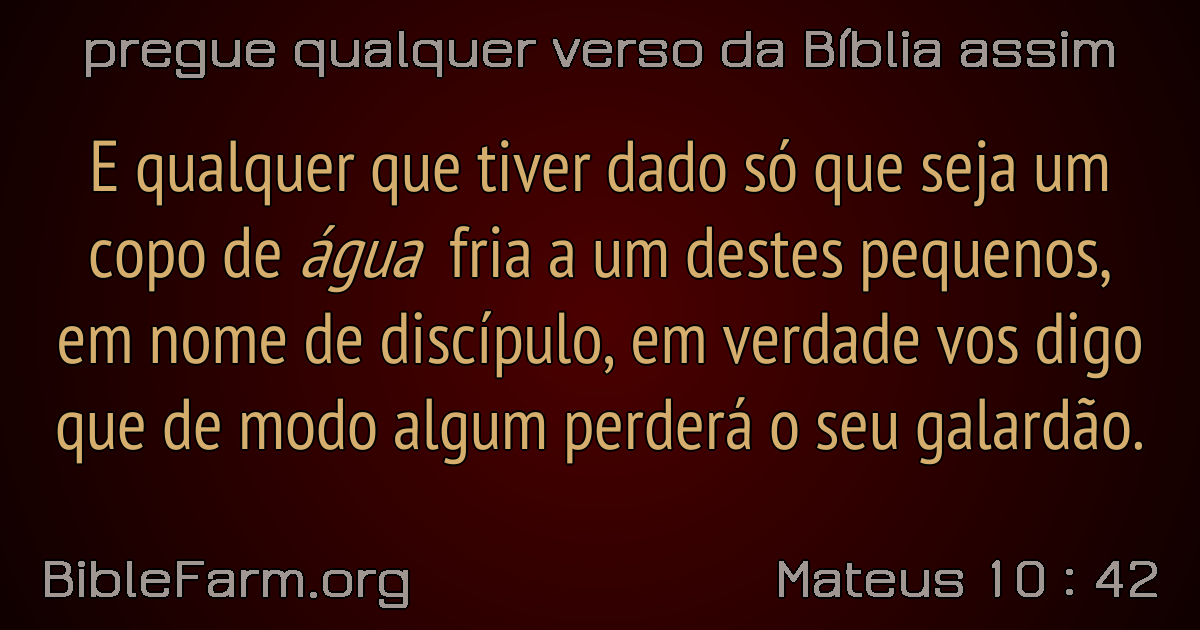 pregue qualquer verso da Bíblia assim
E qualquer que tiver dado só que seja um
copo de água fria a um destes pequenos,
em nome de discípulo, em verdade vos digo
que de modo algum perderá o seu galardão.
BibleFarm.org
Mateus 10 : 42